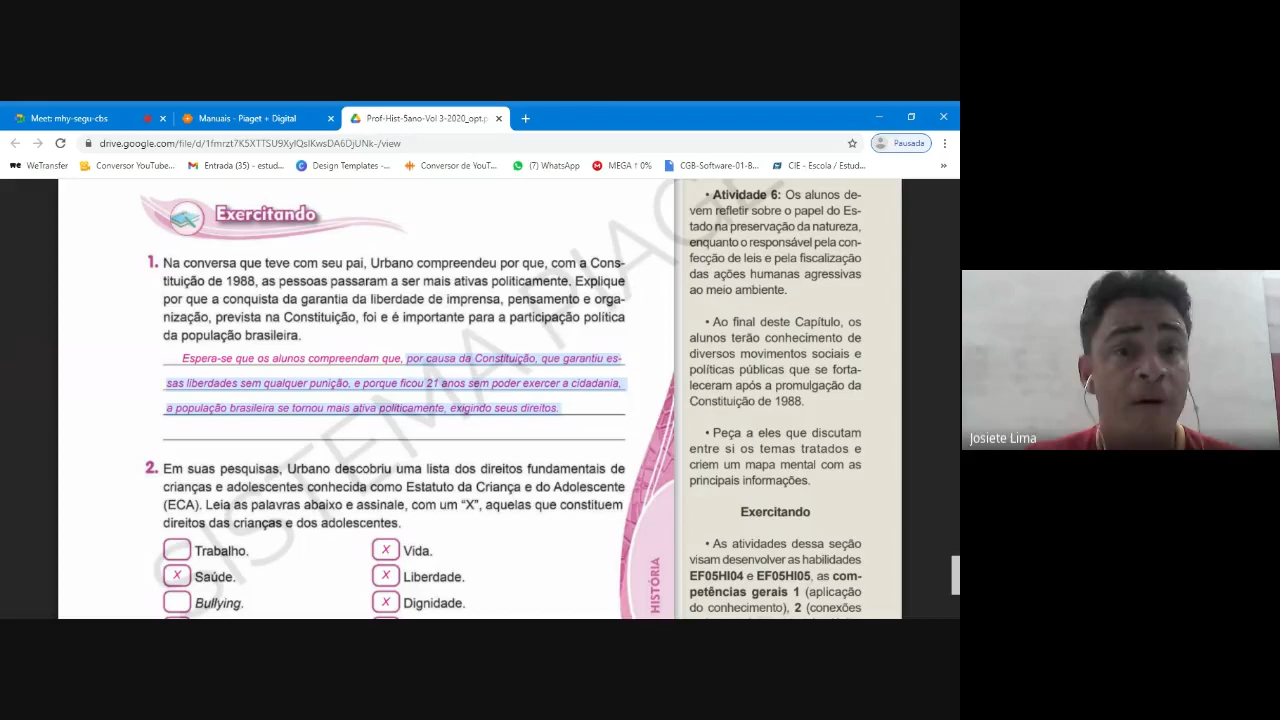 Meet: mhy-segu-cbs
Manuais - Piaget + Digital
Prof-Hist-5ano-Vol 3-2020_opt.p
drive.google.com/file/d/1fmrzt7K5XTTSU9XylQsIKwsDA6DjUNk-/view
Pausada
WeTransfer
Conversor YouTube...
Entrada (35) - estud...
Design Templates -...
Conversor de YouT...
(7) WhatsApp
MEGA ↑ 0%
CGB-Software-01-B...
CIE – Escola / Estud...
»
Exercitando
1. Na conversa que teve com seu pai, Urbano compreendeu por que, com a Cons-
tituição de 1988, as pessoas passaram a ser mais ativas politicamente. Explique
por que a conquista da garantia da liberdade de imprensa, pensamento e orga-
nização, prevista na Constituição, foi e é importante para a participação política
da população brasileira.
Espera-se que os alunos compreendam que, por causa da Constituição, que garantiu es-
sas liberdades sem qualquer punição, e porque ficou 21 anos sem poder exercer a cidadania,
a população brasileira se tornou mais ativa politicamente, exigindo seus direitos.
2. Em suas pesquisas, Urbano descobriu uma lista dos direitos fundamentais de
crianças e adolescentes conhecida como Estatuto da Criança e do Adolescente
(ECA). Leia as palavras abaixo e assinale, com um “X”, aquelas que constituem
direitos das crianças e dos adolescentes.
Trabalho.
X Vida.
X Saúde.
X Liberdade.
Bullying.
X Dignidade.
SISTEMA PIAGE
HISTÓRIA
• Atividade 6: Os alunos de-
vem refletir sobre o papel do Es-
tado na preservação da natureza,
enquanto o responsável pela con-
fecção de leis e pela fiscalização
das ações humanas agressivas
ao meio ambiente.
• Ao final deste Capítulo, os
alunos terão conhecimento de
diversos movimentos sociais e
políticas públicas que se forta-
leceram após a promulgação da
Constituição de 1988.
• Peça a eles que discutam
entre si os temas tratados e
criem um mapa mental com as
principais informações.
Exercitando
• As atividades dessa seção
visam desenvolver as habilidades
EF05HI04 e EF05HI05, as com-
petências gerais 1 (aplicação
do conhecimento), 2 (conexões
Josiete Lima